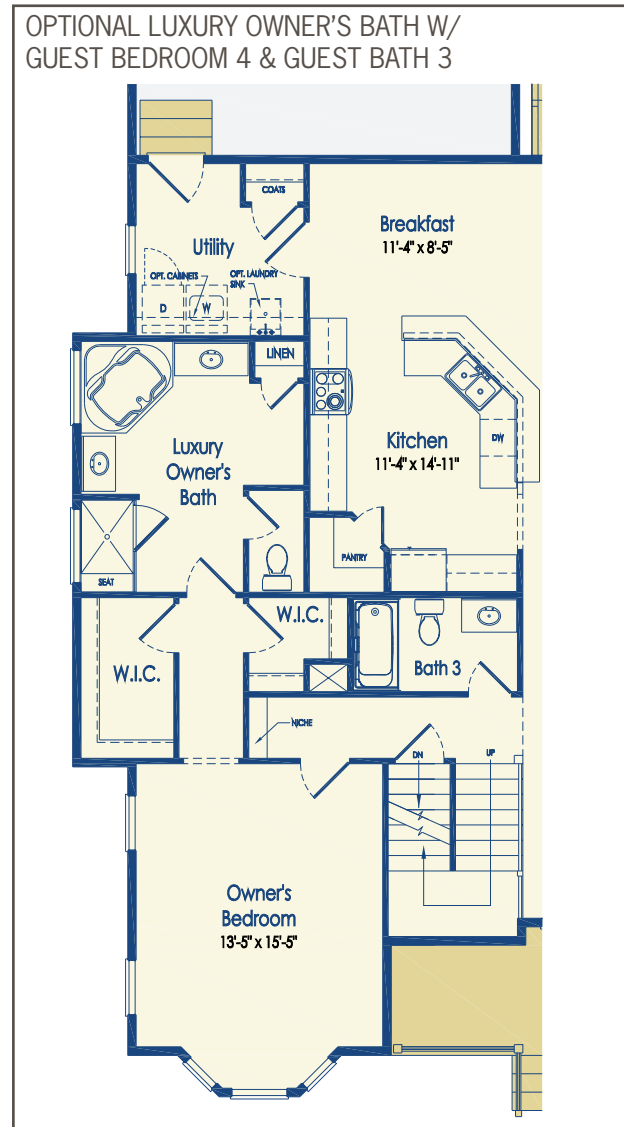 OPTIONAL LUXURY OWNER'S BATH W/
GUEST BEDROOM 4 & GUEST BATH 3
COATS
Breakfast
11'-4" x 8'-5"
Utility
OPT. CABINETS
OPT. LAUNDRY
SINK
D
W
LINEN
Luxury
Owner's
Bath
Kitchen
11'-4" x 14'-11"
DW
PANTRY
SEAT
W.I.C.
W.I.C.
Bath 3
NICHE
DN
UP
Owner's
Bedroom
13'-5" x 15'-5"